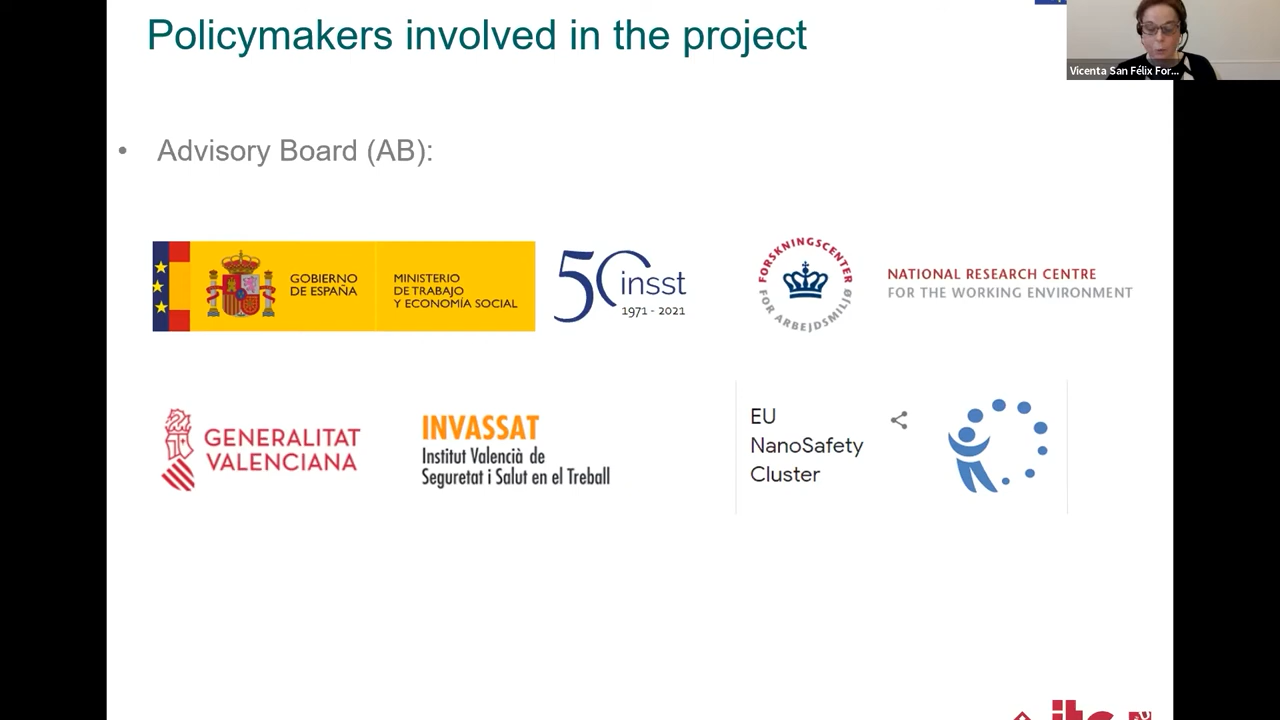 Policymakers involved in the project
Vicenta San Félix For...
• Advisory Board (AB):
GOBIERNO
DE ESPAÑA
MINISTERIO
DE TRABAJO
Y ECONOMÍA SOCIAL
50 insst
1971 - 2021
FORSKNINGSCENTER
FOR ARBEJDSMILJØ
NATIONAL RESEARCH CENTRE
FOR THE WORKING ENVIRONMENT
GENERALITAT
VALENCIANA
INVASSAT
Institut Valencià de
Seguretat i Salut en el Treball
EU
NanoSafety
Cluster